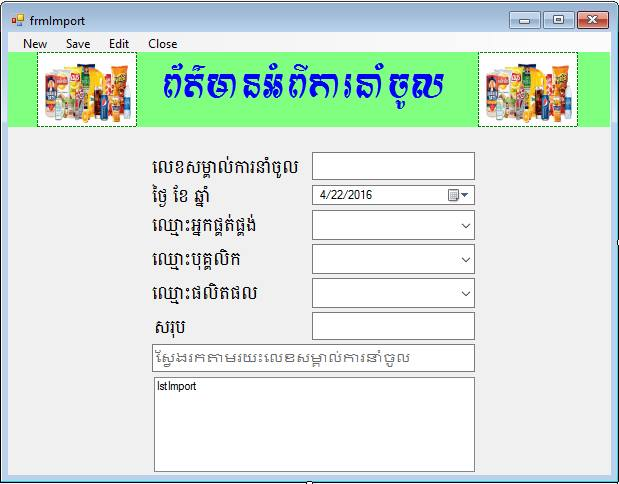 frmImport
New Save Edit Close
ព័ត៌មានអំពីការនាំចូល
លេខសម្គាល់ការនាំចូល
ថ្ងៃ ខែ ឆ្នាំ
4/22/2016
ឈ្មោះអ្នកផ្គត់ផ្គង់
ឈ្មោះបុគ្គលិក
ឈ្មោះផលិតផល
សរុប
ស្វែងរកតាមរយះលេខសម្គាល់ការនាំចូល
lstImport